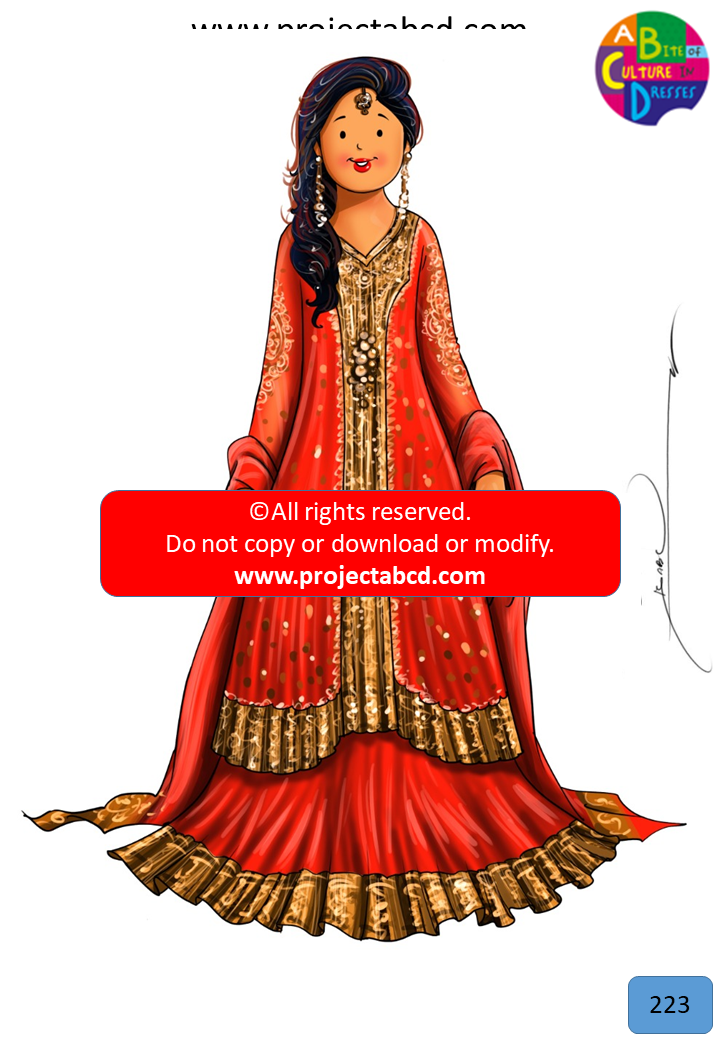 www.projectabcd.com
A BITE OF
CULTURE IN
DRESSES
©All rights reserved.
Do not copy or download or modify.
www.projectabcd.com
223